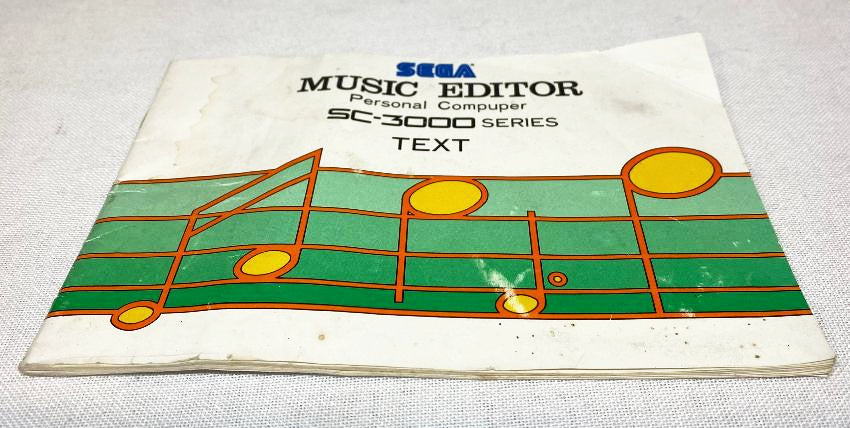 SEGA
MUSIC EDITOR
Personal Compuper
SC-3000 SERIES
TEXT